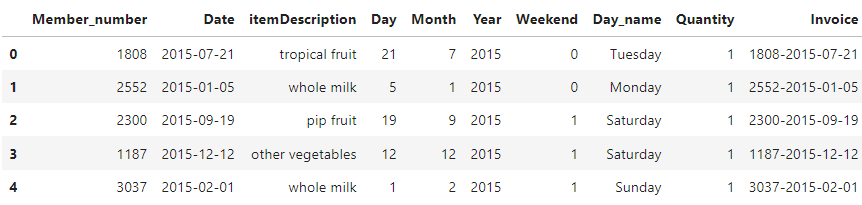 Member_number Date itemDescription Day Month Year Weekend Day_name Quantity Invoice
0 1808 2015-07-21 tropical fruit 21 7 2015 0 Tuesday 1 1808-2015-07-21
1 2552 2015-01-05 whole milk 5 1 2015 0 Monday 1 2552-2015-01-05
2 2300 2015-09-19 pip fruit 19 9 2015 1 Saturday 1 2300-2015-09-19
3 1187 2015-12-12 other vegetables 12 12 2015 1 Saturday 1 1187-2015-12-12
4 3037 2015-02-01 whole milk 1 2 2015 1 Sunday 1 3037-2015-02-01